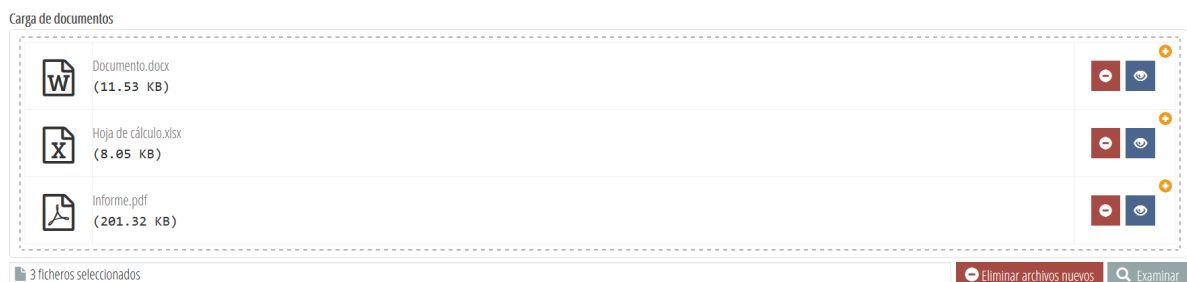 Carga de documentos
W
Documento.docx
(11.53 KB)
X
Hoja de cálculo.xlsx
(8.05 KB)
Informe.pdf
(201.32 KB)
3 ficheros seleccionados
Eliminar archivos nuevos
Examinar